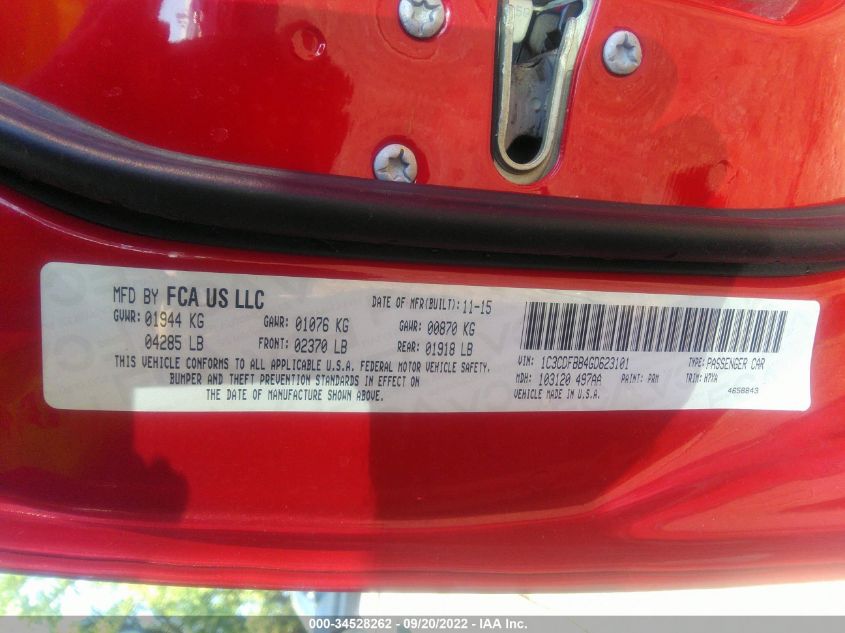 MFD BY FCA US LLC
DATE OF MFR(BUILT): 11-15
GVWR: 01944 KG
GAWR: 01076 KG
GAWR: 00870 KG
04285 LB
FRONT: 02370 LB
REAR: 01918 LB
THIS VEHICLE CONFORMS TO ALL APPLICABLE U.S.A. FEDERAL MOTOR VEHICLE SAFETY,
BUMPER AND THEFT PREVENTION STANDARDS IN EFFECT ON
THE DATE OF MANUFACTURE SHOWN ABOVE.
VIN: 1C3CDFBB4GD623101
TYPE: PASSENGER CAR
MDH: 103120 497AA
PAINT: PRM
TRIM: H7XA
VEHICLE MADE IN U.S.A.
4658843
000-34528262 - 09/20/2022 - IAA Inc.